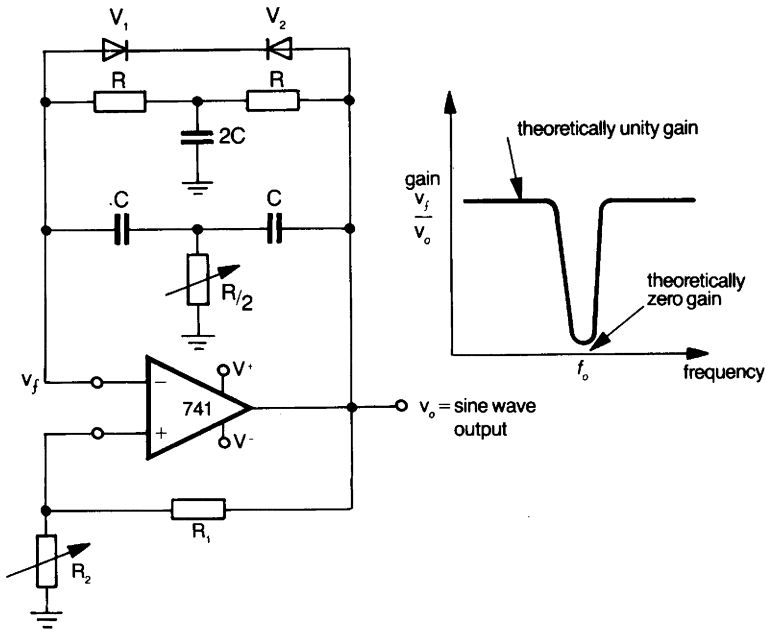 V₁
V₂
R
R
2C
.C
C
R/2
vf
−
+
741
V⁺
V⁻
vₒ = sine wave
output
R₁
R₂
theoretically unity gain
gain
vf
vₒ
theoretically
zero gain
fₒ
frequency